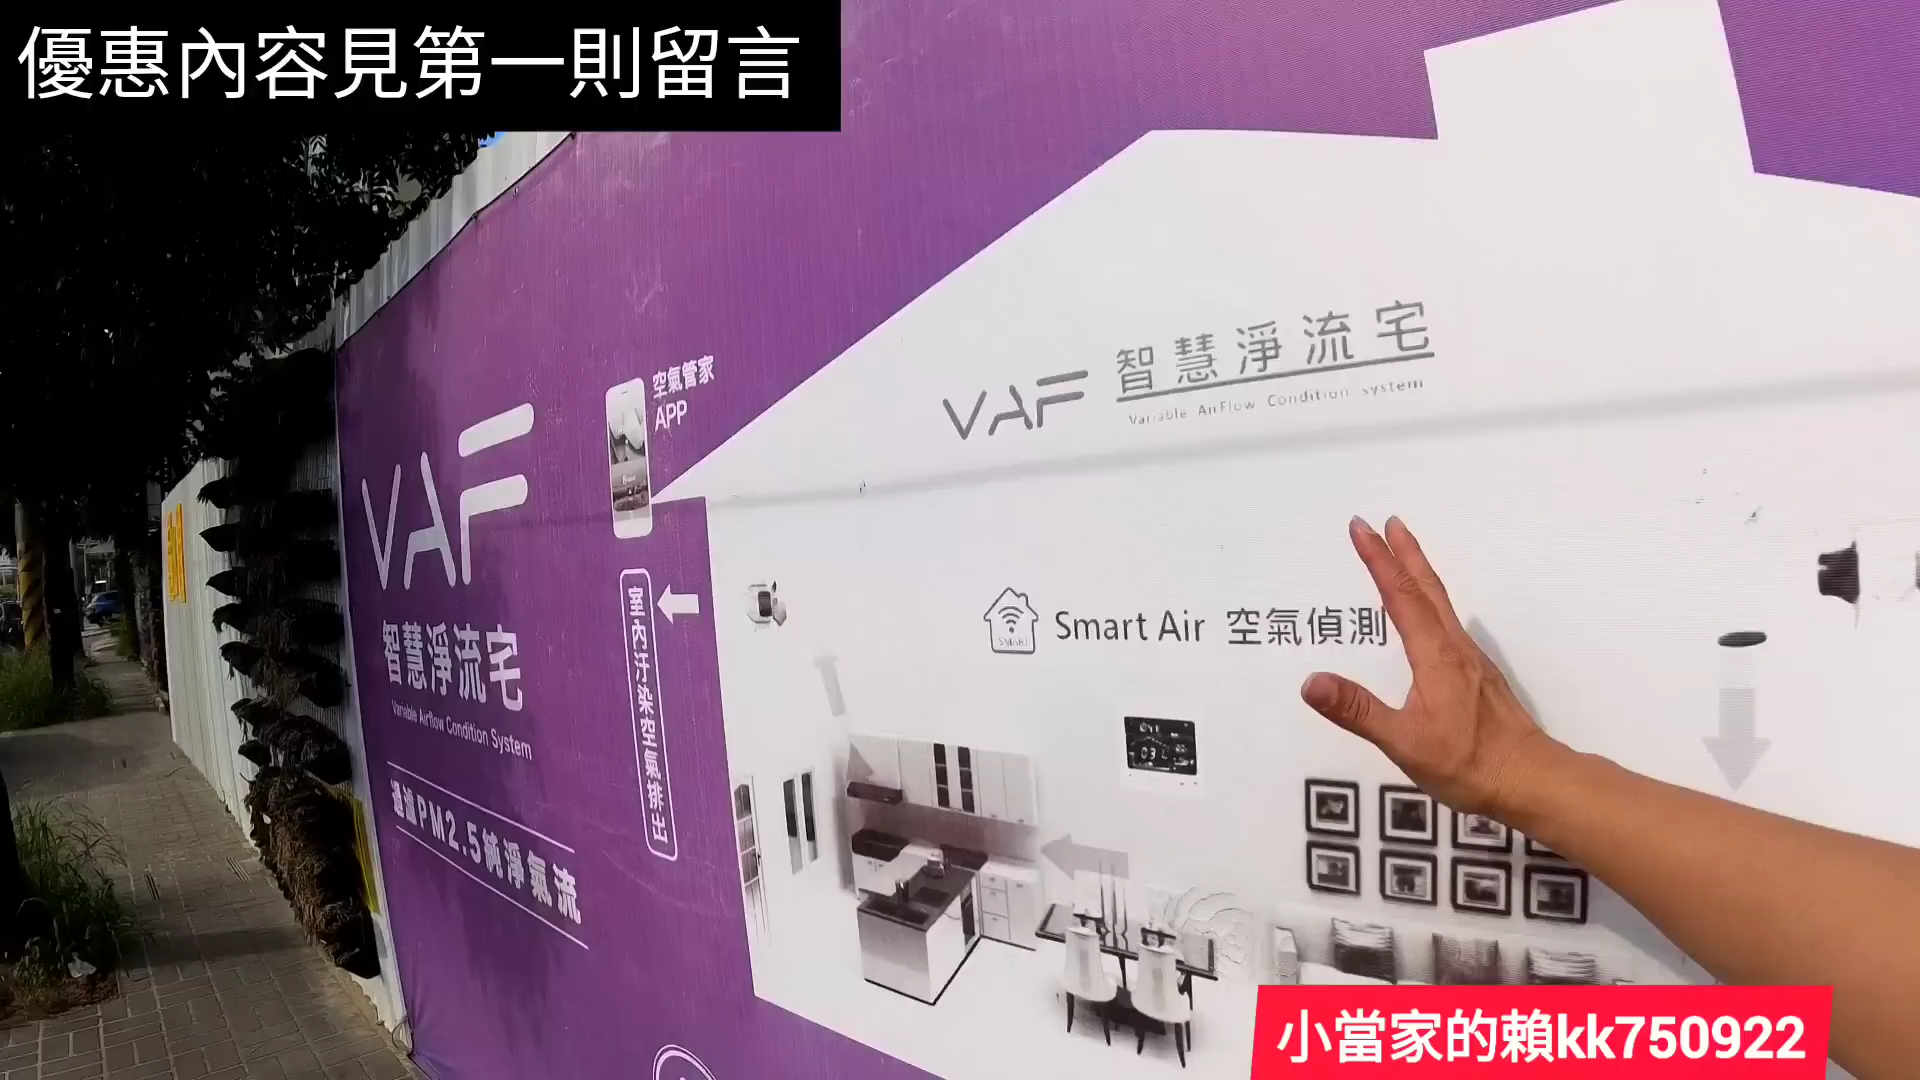 優惠內容見第一則留言
空氣管家
APP
VAF
智慧淨流宅
Variable Airflow Condition System
過濾PM2.5純淨氣流
室內汙染空氣排出
VAF 智慧淨流宅
Variable AirFlow Condition system
Smart Air 空氣偵測
SMART
小當家的賴kk750922